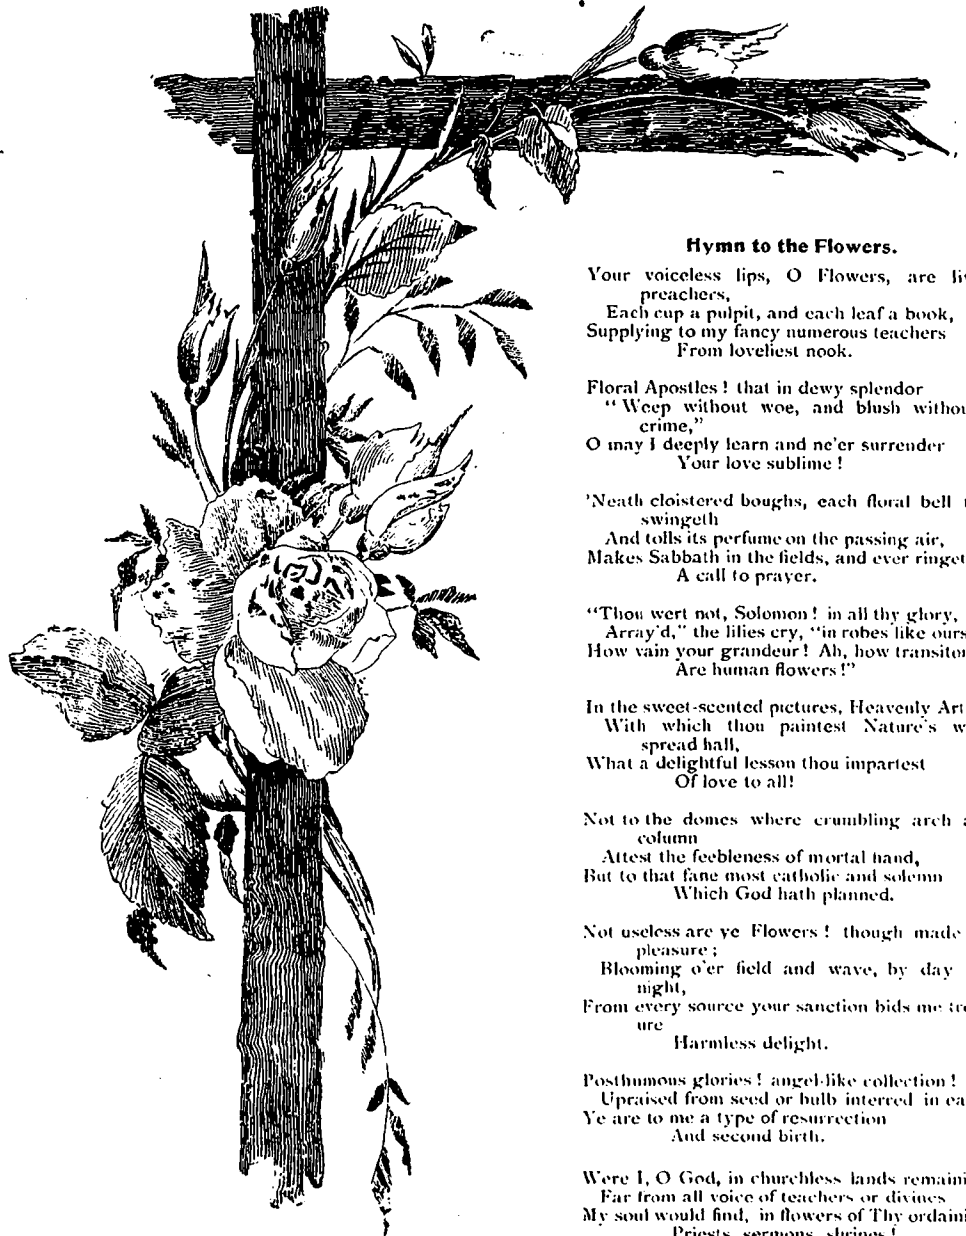 Hymn to the Flowers.
Your voiceless lips, O Flowers, are
preachers,
Each cup a pulpit, and each leaf a book,
Supplying to my fancy numerous teachers
From loveliest nook.
Floral Apostles! that in dewy splendor
"Weep without woe, and blush
crime,"
O may I deeply learn and ne'er surrender
Your love sublime!
'Neath cloistered boughs, each floral bell
swingeth
And tolls its perfume on the passing air,
Makes Sabbath in the fields, and ever
A call to prayer.
"Thou wert not, Solomon! in all thy glory,
Array'd," the lilies cry, "in robes like ours
How vain your grandeur! Ah, how
Are human flowers!"
In the sweet-scented pictures, Heavenly Art
With which thou paintest Nature's
spread hall,
What a delightful lesson thou impartest
Of love to all!
Not to the domes where crumbling arch
column
Attest the feebleness of mortal hand,
But to that fane most catholic and solemn
Which God hath planned.
Not useless are ye Flowers! though made
pleasure;
Blooming o'er field and wave, by day
night,
From every source your sanction bids me
ure
Harmless delight.
Posthumous glories! angel-like collection!
Upraised from seed or bulb interred in
Ye are to me a type of resurrection
And second birth.
Were I, O God, in churchless lands
Far from all voice of teachers or divines
My soul would find, in flowers of Thy
Priests, sermons, shrines!